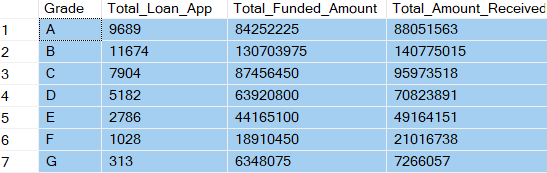 Grade Total_Loan_App Total_Funded_Amount Total_Amount_Received
1 A 9689 84252225 88051563
2 B 11674 130703975 140775015
3 C 7904 87456450 95973518
4 D 5182 63920800 70823891
5 E 2786 44165100 49164151
6 F 1028 18910450 21016738
7 G 313 6348075 7266057